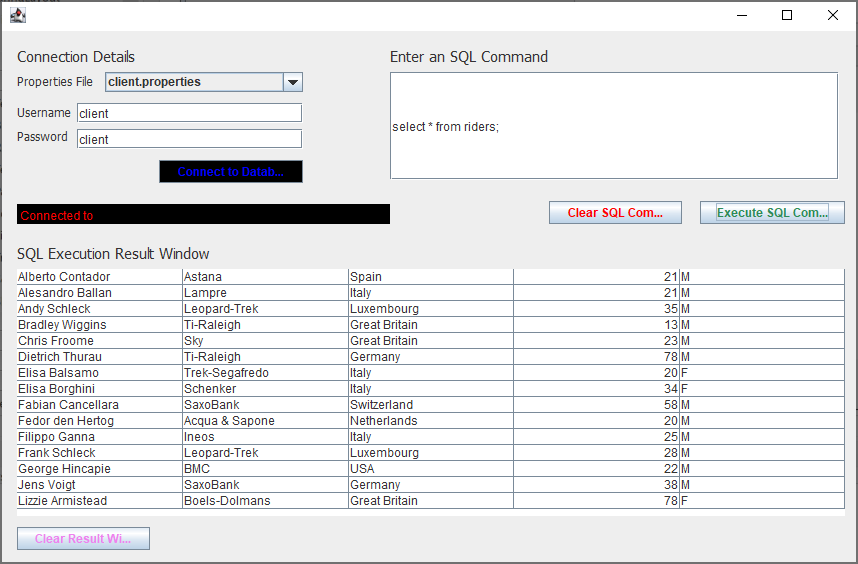 Connection Details
Properties File client.properties
Username client
Password client
Connect to Datab...
Connected to
Enter an SQL Command
select * from riders;
Clear SQL Com... Execute SQL Com...
SQL Execution Result Window
Alberto Contador Astana Spain 21 M
Alesandro Ballan Lampre Italy 21 M
Andy Schleck Leopard-Trek Luxembourg 35 M
Bradley Wiggins Ti-Raleigh Great Britain 13 M
Chris Froome Sky Great Britain 23 M
Dietrich Thurau Ti-Raleigh Germany 78 M
Elisa Balsamo Trek-Segafredo Italy 20 F
Elisa Borghini Schenker Italy 34 F
Fabian Cancellara SaxoBank Switzerland 58 M
Fedor den Hertog Acqua & Sapone Netherlands 20 M
Filippo Ganna Ineos Italy 25 M
Frank Schleck Leopard-Trek Luxembourg 28 M
George Hincapie BMC USA 22 M
Jens Voigt SaxoBank Germany 38 M
Lizzie Armistead Boels-Dolmans Great Britain 78 F
Clear Result Wi...